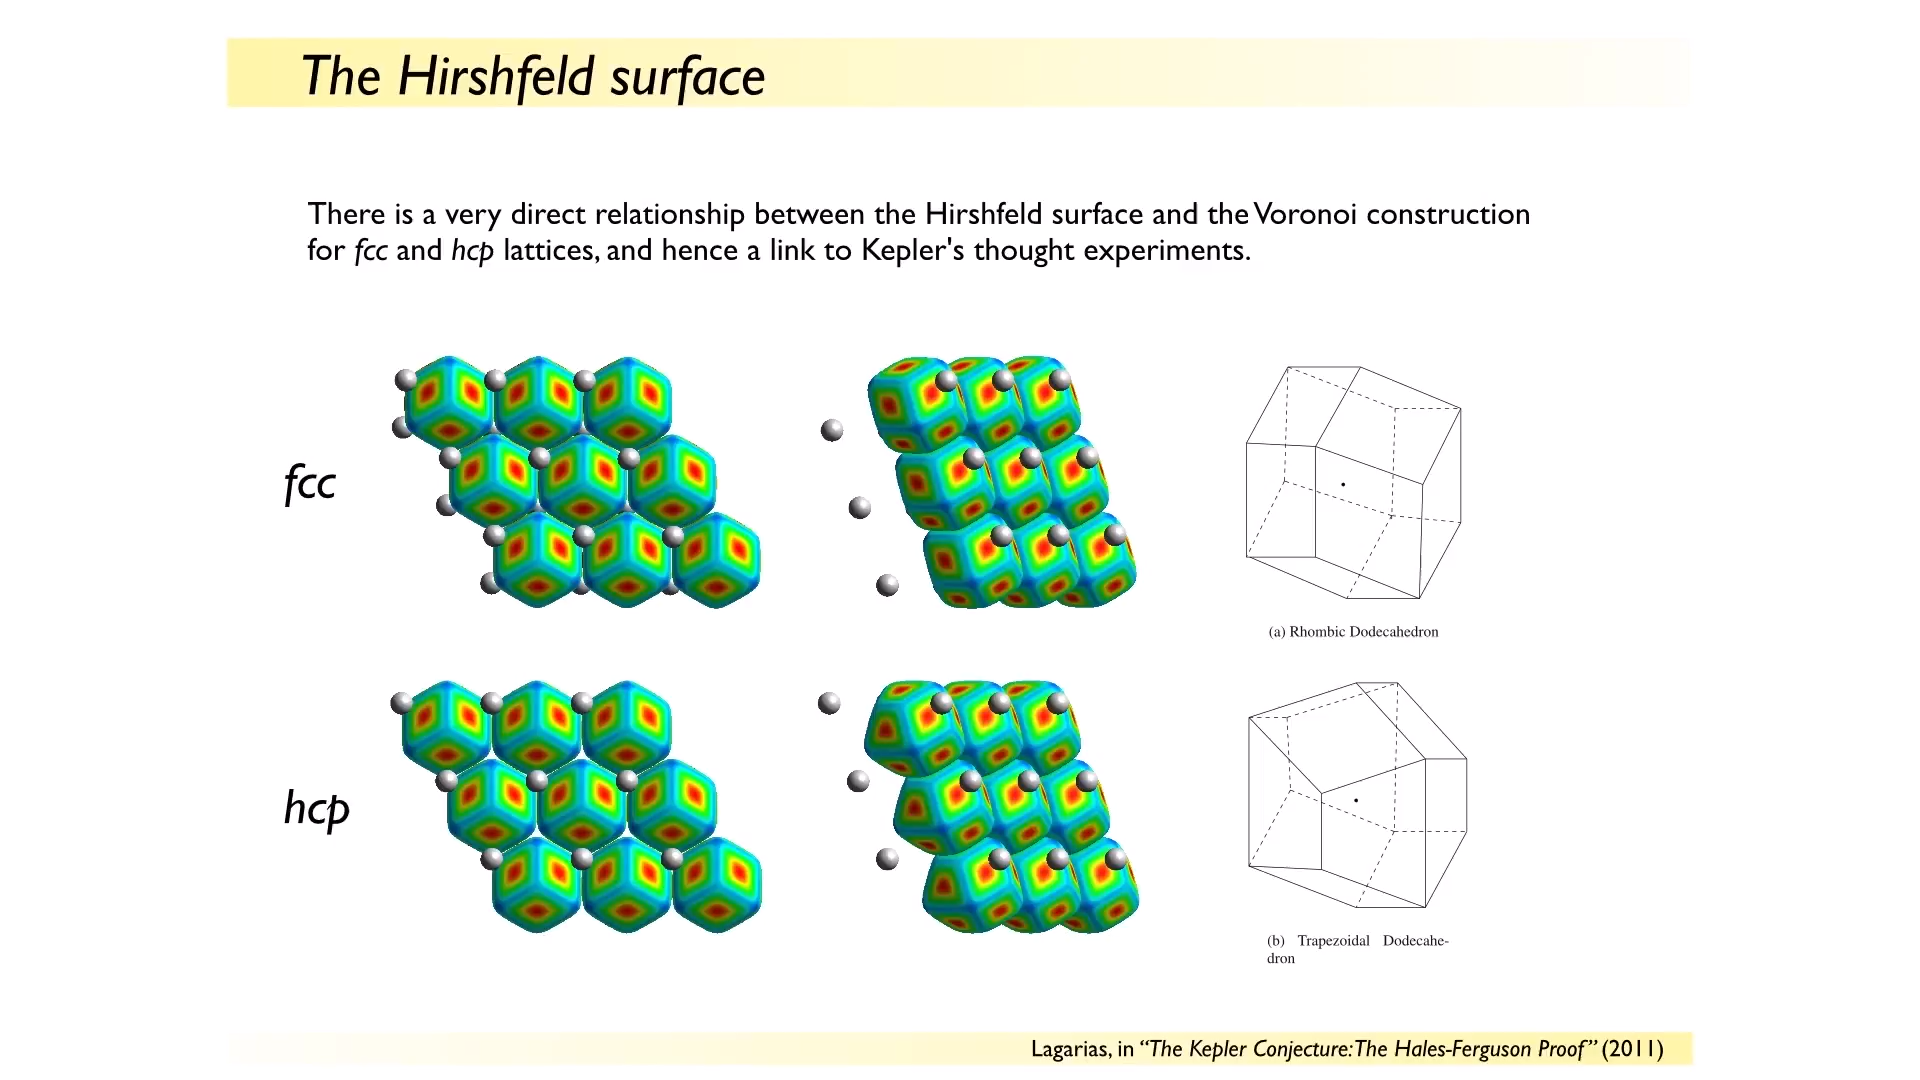 The Hirshfeld surface
There is a very direct relationship between the Hirshfeld surface and the Voronoi construction
for fcc and hcp lattices, and hence a link to Kepler's thought experiments.
fcc
(a) Rhombic Dodecahedron
hcp
(b) Trapezoidal Dodecahe-
dron
Lagarias, in “The Kepler Conjecture: The Hales-Ferguson Proof” (2011)